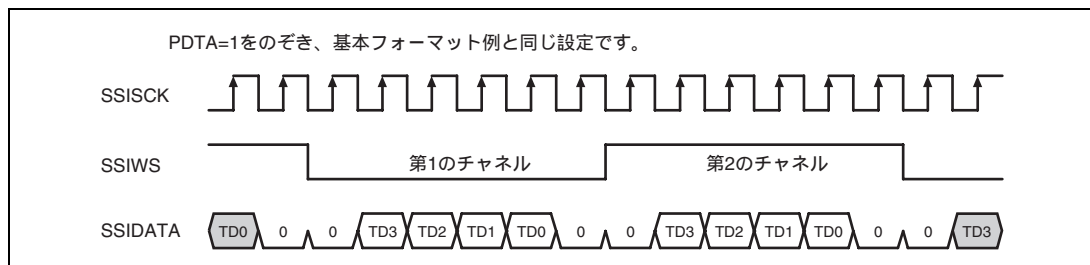 PDTA=1をのぞき、基本フォーマット例と同じ設定です。
SSISCK
SSIWS 第1のチャネル 第2のチャネル
SSIDATA TD0 0 0 TD3 TD2 TD1 TD0 0 0 TD3 TD2 TD1 TD0 0 0 TD3